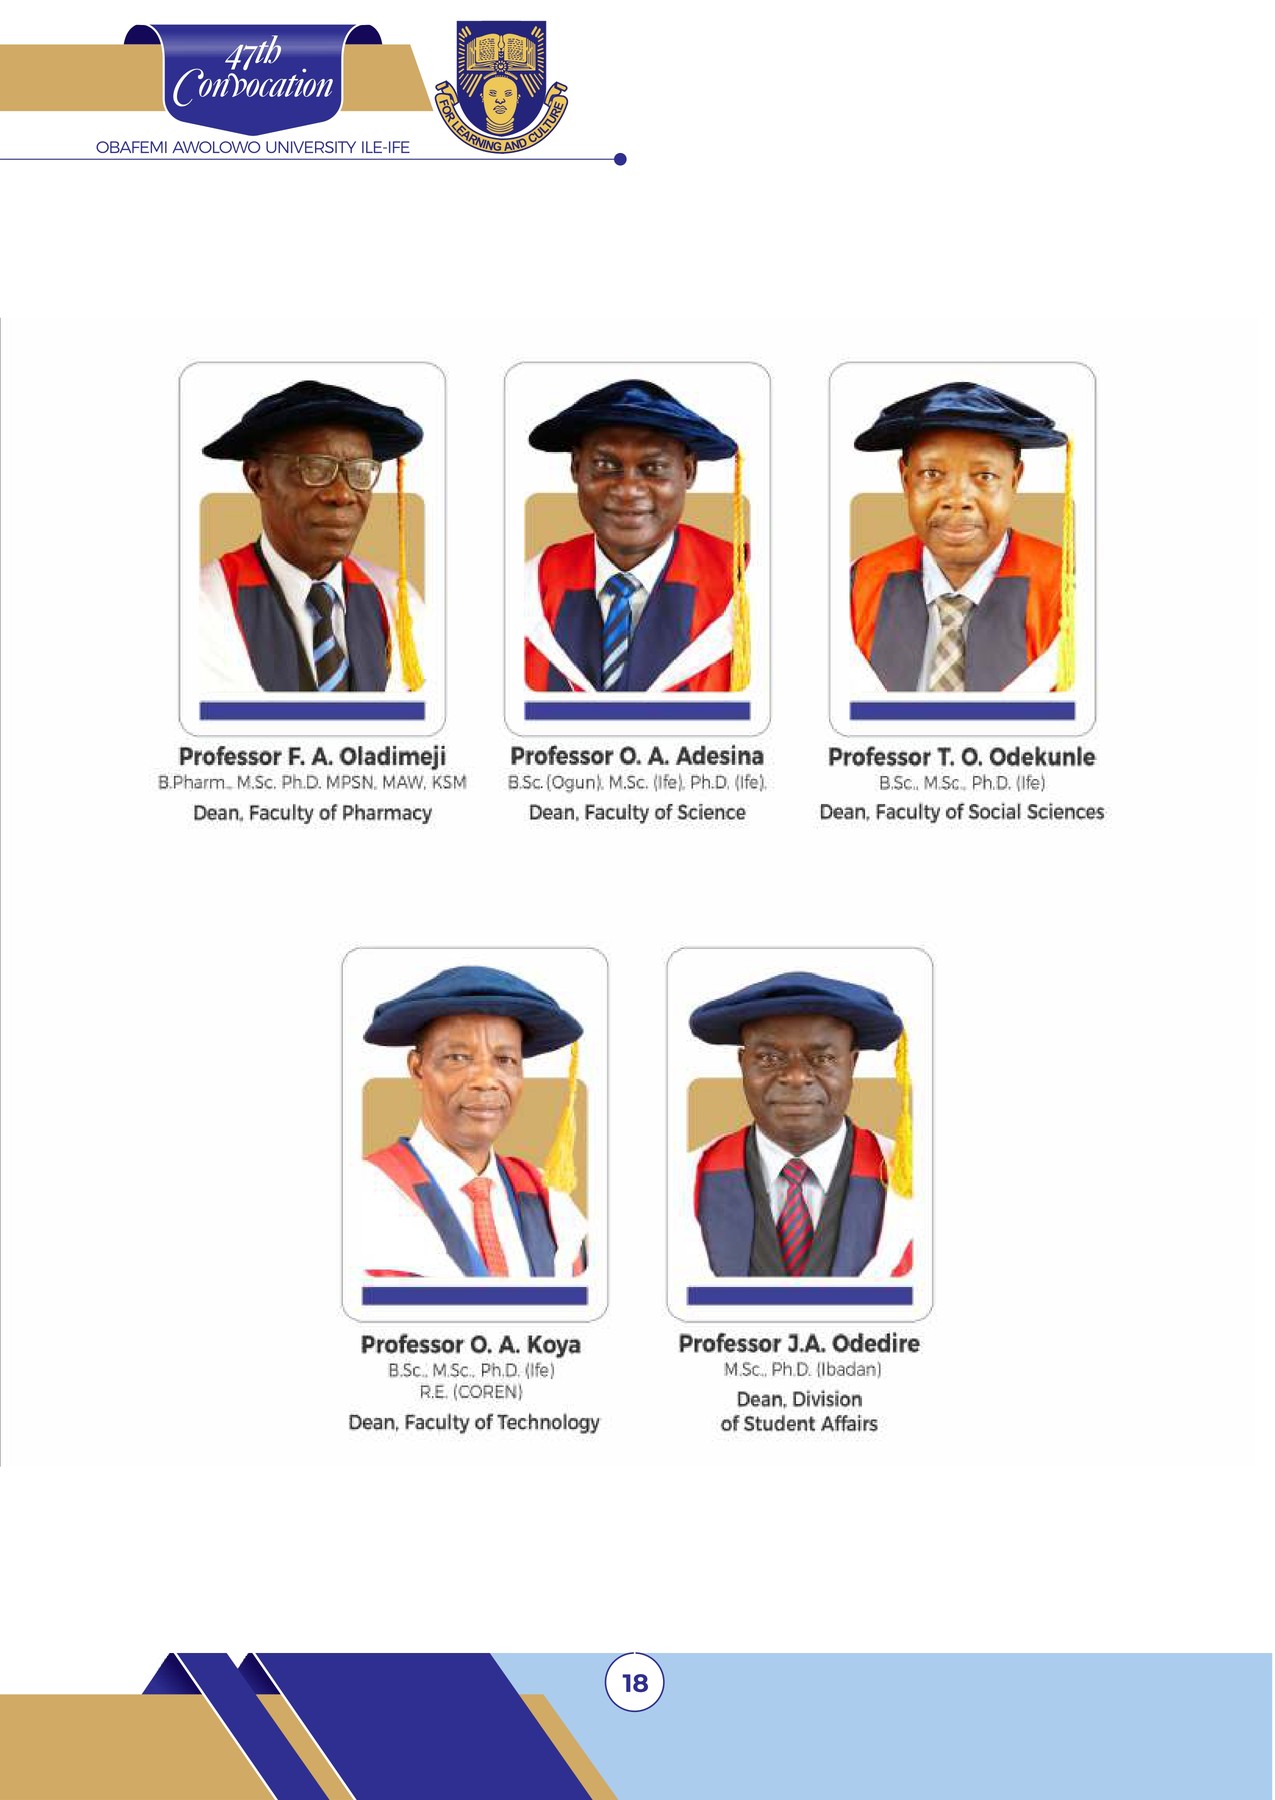 47th
Convocation
FOR LEARNING AND CULTURE
OBAFEMI AWOLOWO UNIVERSITY ILE-IFE
Professor F. A. Oladimeji
B.Pharm., M.Sc. Ph.D. MPSN, MAW, KSM
Dean, Faculty of Pharmacy
Professor O. A. Adesina
B.Sc. (Ogun), M.Sc. (Ife), Ph.D. (Ife).
Dean, Faculty of Science
Professor T. O. Odekunle
B.Sc., M.Sc., Ph.D. (Ife)
Dean, Faculty of Social Sciences
Professor O. A. Koya
B.Sc., M.Sc., Ph.D. (Ife)
R.E. (COREN)
Dean, Faculty of Technology
Professor J.A. Odedire
M.Sc., Ph.D. (Ibadan)
Dean, Division
of Student Affairs
18